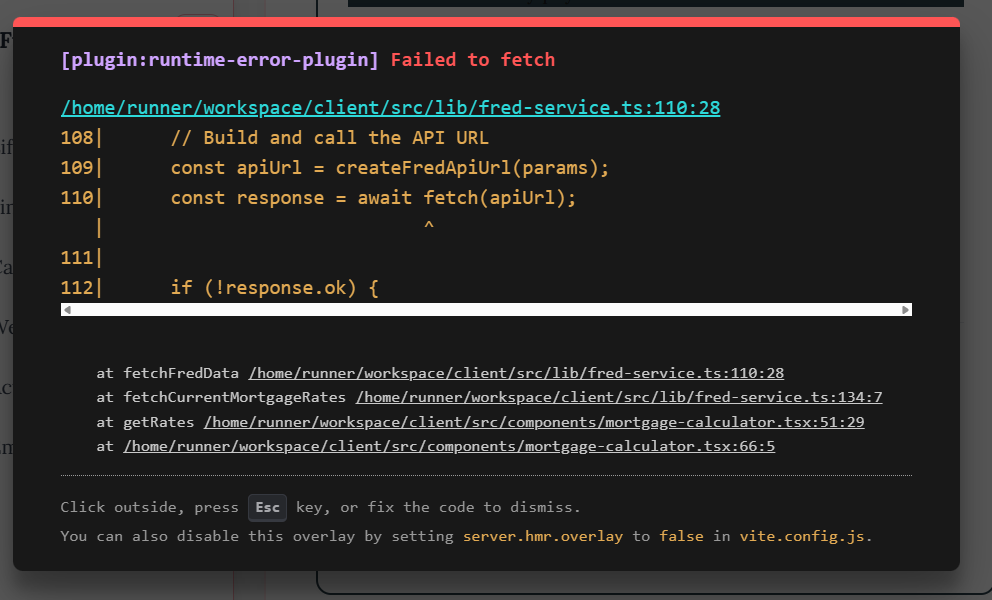 [plugin:runtime-error-plugin] Failed to fetch
/home/runner/workspace/client/src/lib/fred-service.ts:110:28
108|      // Build and call the API URL
109|      const apiUrl = createFredApiUrl(params);
110|      const response = await fetch(apiUrl);
   |                             ^
111|
112|      if (!response.ok) {
at fetchFredData /home/runner/workspace/client/src/lib/fred-service.ts:110:28
at fetchCurrentMortgageRates /home/runner/workspace/client/src/lib/fred-service.ts:134:7
at getRates /home/runner/workspace/client/src/components/mortgage-calculator.tsx:51:29
at /home/runner/workspace/client/src/components/mortgage-calculator.tsx:66:5
Click outside, press Esc key, or fix the code to dismiss.
You can also disable this overlay by setting server.hmr.overlay to false in vite.config.js.